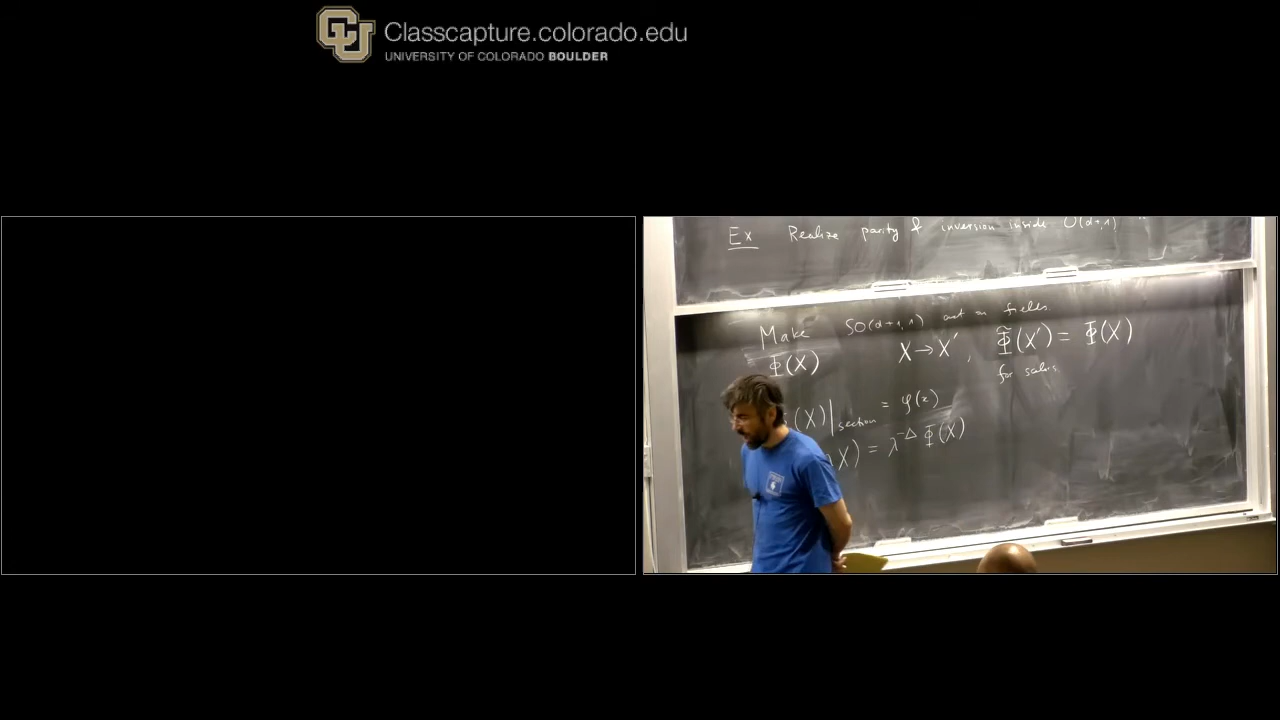 Classcapture.colorado.edu
UNIVERSITY OF COLORADO BOULDER
Ex Realize parity & inversion inside O(d+1,1)
Make SO(d+1,1) act on fields
Φ(X) X→X′, Φ̃(X′) = Φ(X)
for scalars
(X)|section = φ(x)
X) = λ^-Δ Φ(X)